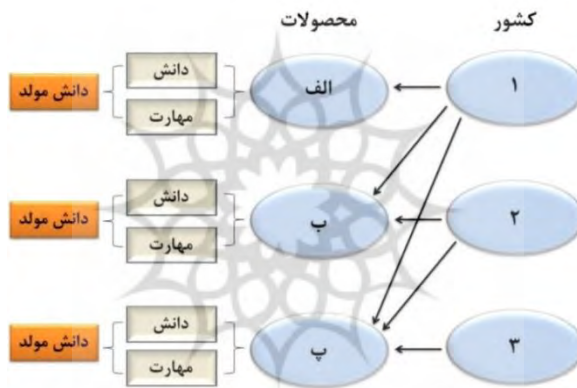 کشور محصولات
۱ الف دانش مهارت دانش مولد
۲ ب دانش مهارت دانش مولد
۳ پ دانش مهارت دانش مولد